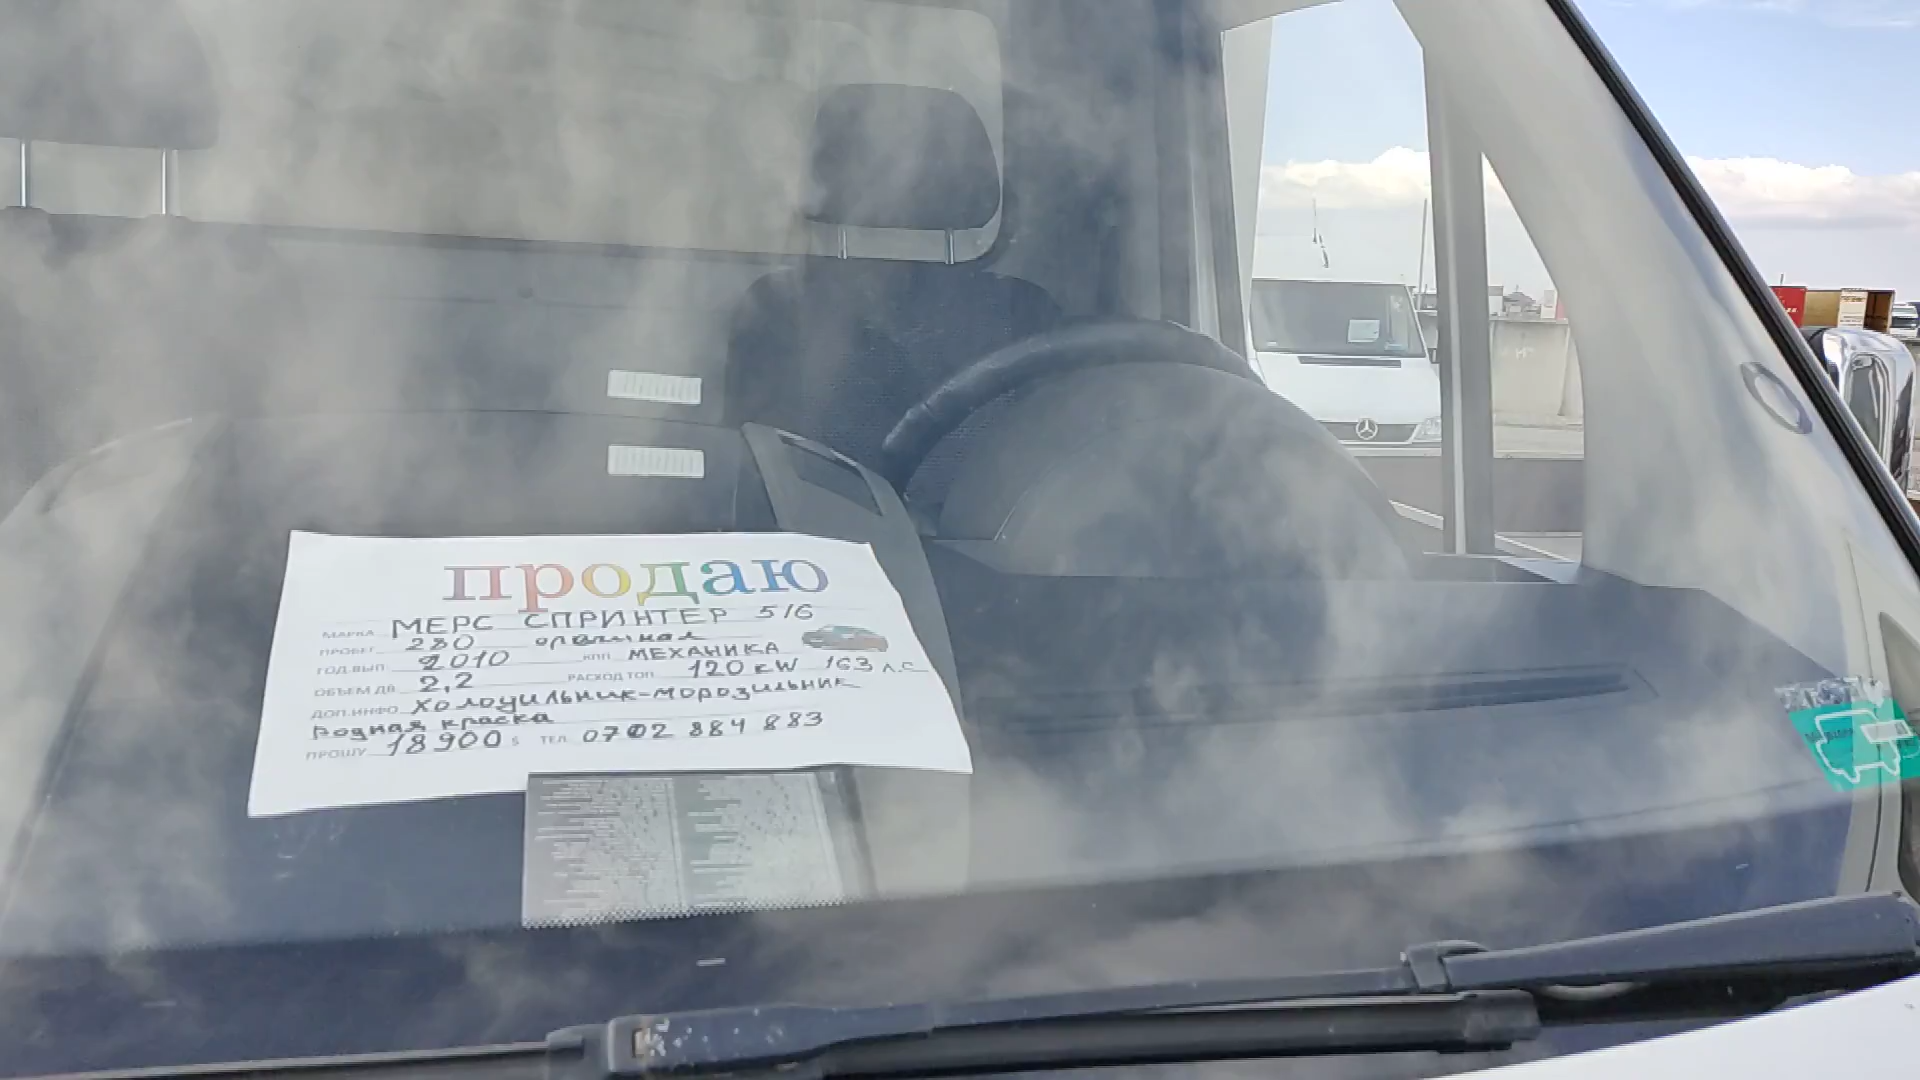 продаю
МАРКА МЕРС СПРИНТЕР 516
ПРОБЕГ 280 оригинал
ГОД ВЫП. 2010 КПП МЕХАНИКА
ОБЪЕМ ДВ. 2,2 РАСХОД ТОП. 120 кW 163 л.с
ДОП.ИНФО ХОЛОДИЛЬНИК-МОРОЗИЛЬНИК
Родная краска
ПРОШУ 18900 $ ТЕЛ. 0702 884 883